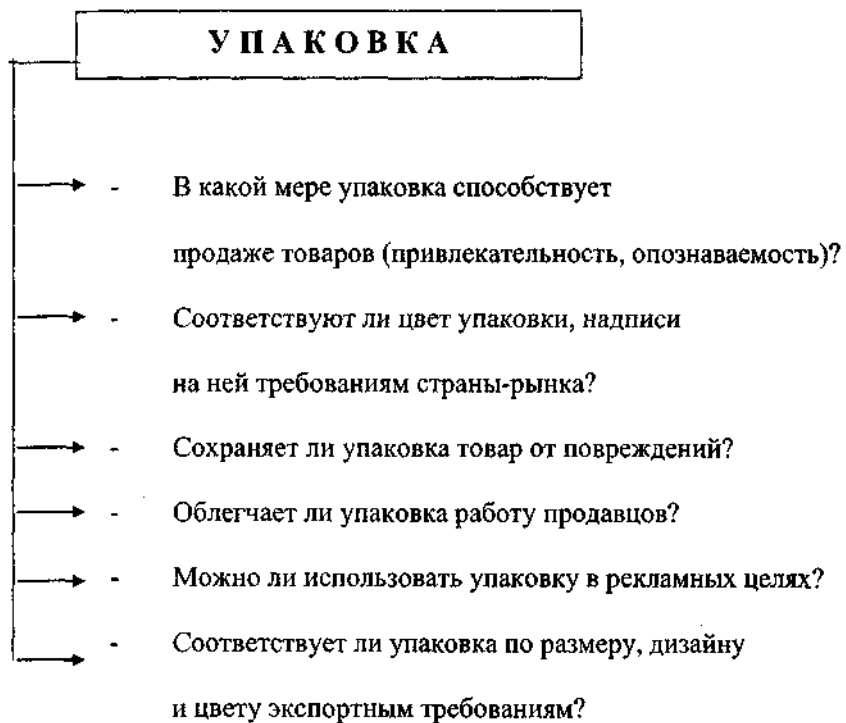 УПАКОВКА
- В какой мере упаковка способствует
продаже товаров (привлекательность, опознаваемость)?
- Соответствуют ли цвет упаковки, надписи
на ней требованиям страны-рынка?
- Сохраняет ли упаковка товар от повреждений?
- Облегчает ли упаковка работу продавцов?
- Можно ли использовать упаковку в рекламных целях?
- Соответствует ли упаковка по размеру, дизайну
и цвету экспортным требованиям?